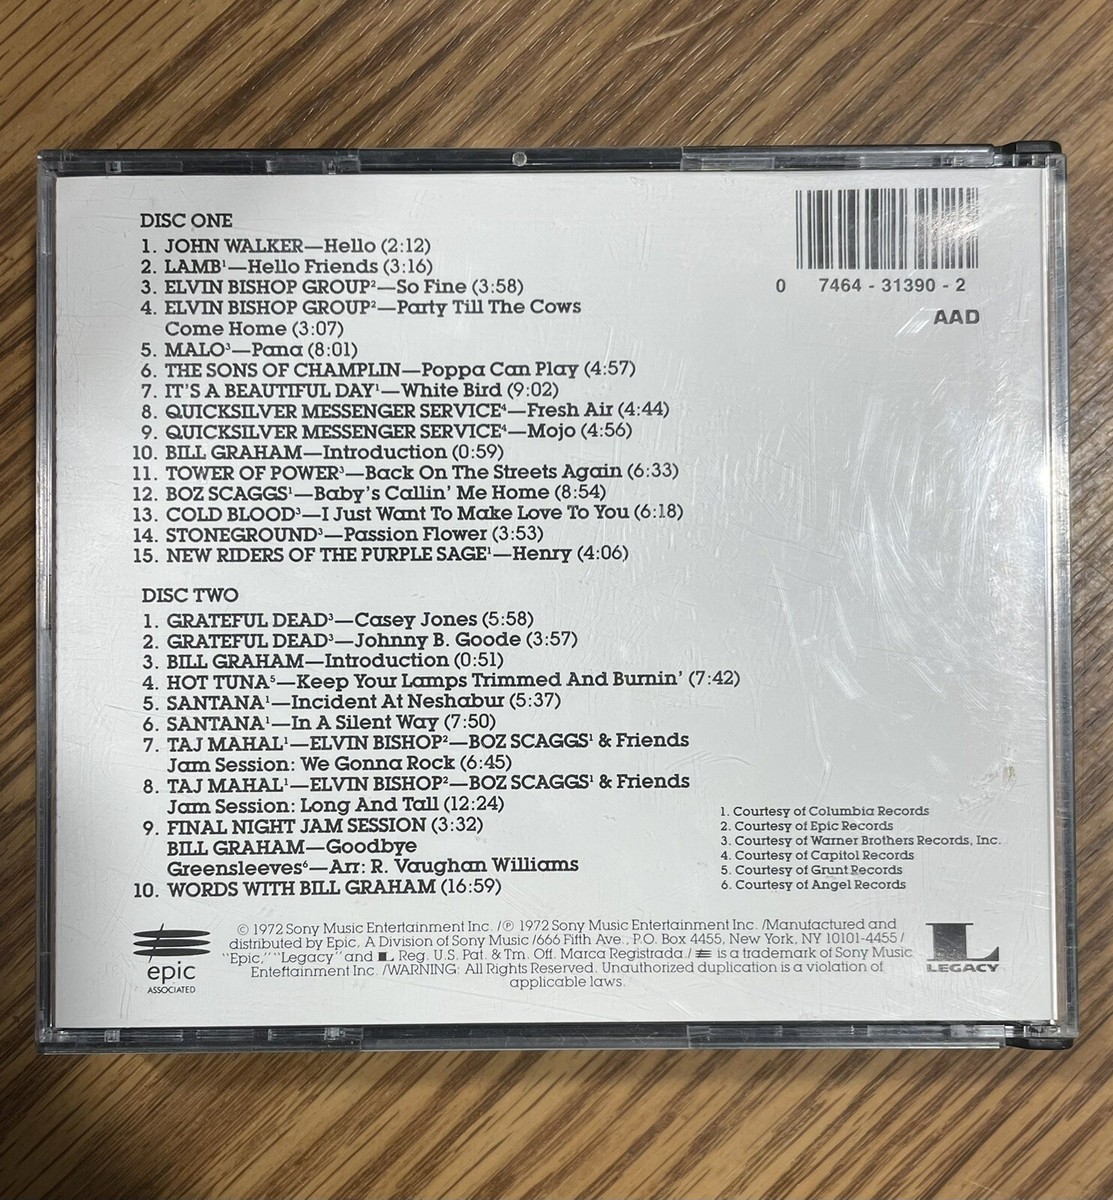 DISC ONE
1. JOHN WALKER—Hello (2:12)
2. LAMB¹—Hello Friends (3:16)
3. ELVIN BISHOP GROUP²—So Fine (3:58)
4. ELVIN BISHOP GROUP²—Party Till The Cows
Come Home (3:07)
5. MALO³—Pana (8:01)
6. THE SONS OF CHAMPLIN—Poppa Can Play (4:57)
7. IT'S A BEAUTIFUL DAY¹—White Bird (9:02)
8. QUICKSILVER MESSENGER SERVICE⁴—Fresh Air (4:44)
9. QUICKSILVER MESSENGER SERVICE⁴—Mojo (4:56)
10. BILL GRAHAM—Introduction (0:59)
11. TOWER OF POWER³—Back On The Streets Again (6:33)
12. BOZ SCAGGS¹—Baby's Callin' Me Home (8:54)
13. COLD BLOOD³—I Just Want To Make Love To You (6:18)
14. STONEGROUND³—Passion Flower (3:53)
15. NEW RIDERS OF THE PURPLE SAGE¹—Henry (4:06)
0 7464 - 31390 - 2
AAD
DISC TWO
1. GRATEFUL DEAD³—Casey Jones (5:58)
2. GRATEFUL DEAD³—Johnny B. Goode (3:57)
3. BILL GRAHAM—Introduction (0:51)
4. HOT TUNA⁵—Keep Your Lamps Trimmed And Burnin' (7:42)
5. SANTANA¹—Incident At Neshabur (5:37)
6. SANTANA¹—In A Silent Way (7:50)
7. TAJ MAHAL¹—ELVIN BISHOP²—BOZ SCAGGS¹ & Friends
Jam Session: We Gonna Rock (6:45)
8. TAJ MAHAL¹—ELVIN BISHOP²—BOZ SCAGGS¹ & Friends
Jam Session: Long And Tall (12:24)
9. FINAL NIGHT JAM SESSION (3:32)
BILL GRAHAM—Goodbye
Greensleeves⁶—Arr: R. Vaughan Williams
10. WORDS WITH BILL GRAHAM (16:59)
1. Courtesy of Columbia Records
2. Courtesy of Epic Records
3. Courtesy of Warner Brothers Records, Inc.
4. Courtesy of Capitol Records
5. Courtesy of Grunt Records
6. Courtesy of Angel Records
epic
ASSOCIATED
© 1972 Sony Music Entertainment Inc. /℗ 1972 Sony Music Entertainment Inc. /Manufactured and
distributed by Epic, A Division of Sony Music /666 Fifth Ave., P.O. Box 4455, New York, NY 10101-4455 /
"Epic," "Legacy" and L, Reg. U.S. Pat. & Tm. Off. Marca Registrada./ is a trademark of Sony Music
Entertainment Inc. /WARNING: All Rights Reserved. Unauthorized duplication is a violation of
applicable laws.
L
LEGACY